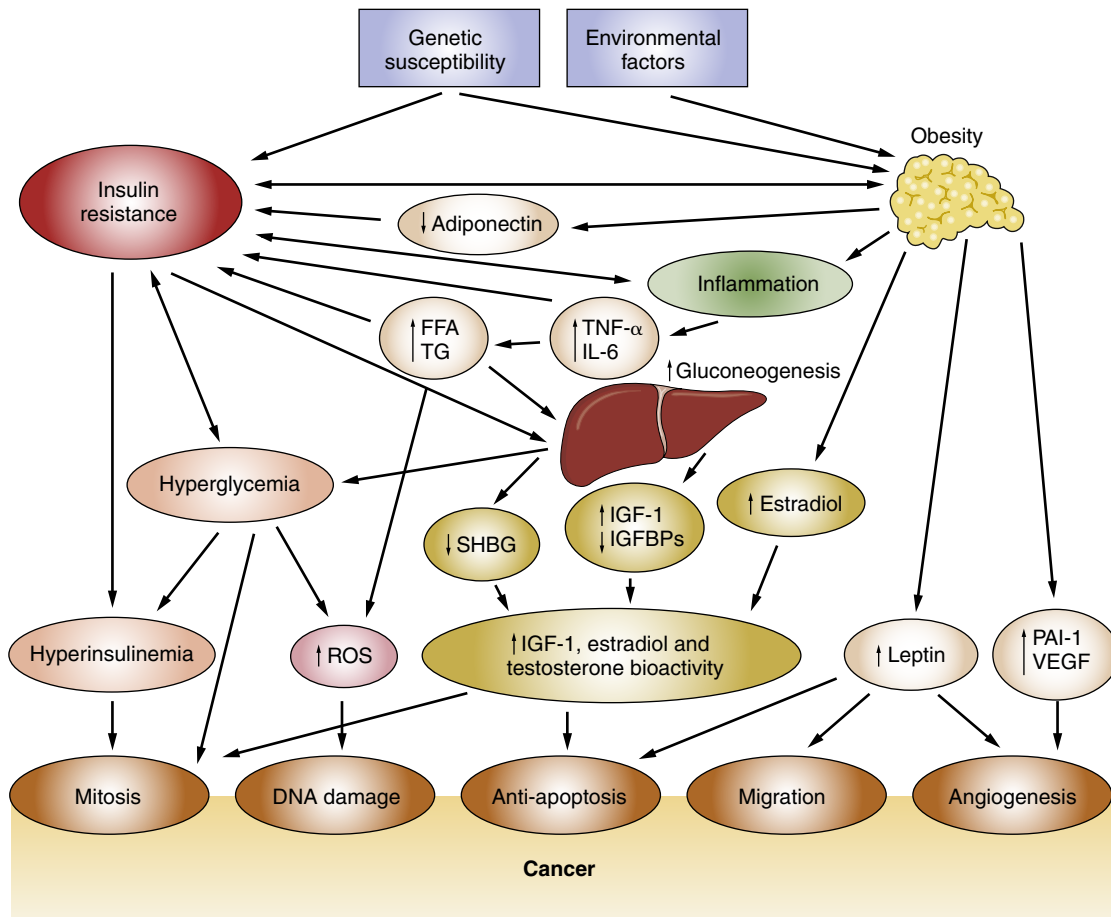 Genetic
susceptibility
Environmental
factors
Obesity
Insulin
resistance
↓ Adiponectin
Inflammation
↑ FFA
TG
↑ TNF-α
IL-6
↑ Gluconeogenesis
Hyperglycemia
↑ Estradiol
↑ IGF-1
↓ IGFBPs
↓ SHBG
Hyperinsulinemia
↑ ROS
↑ IGF-1, estradiol and
testosterone bioactivity
↑ Leptin
↑ PAI-1
VEGF
Mitosis
DNA damage
Anti-apoptosis
Migration
Angiogenesis
Cancer